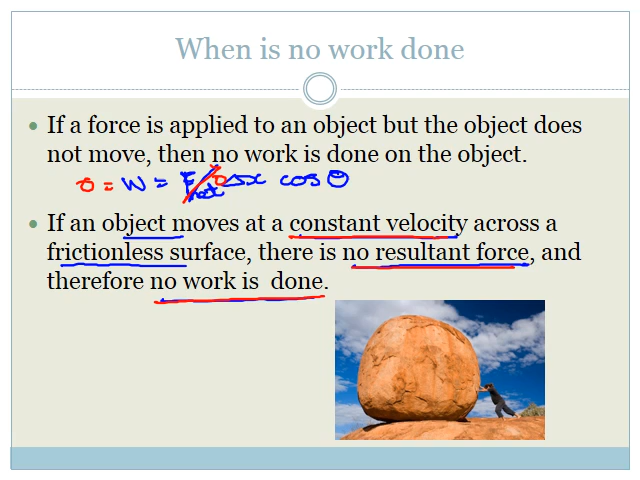 When is no work done
• If a force is applied to an object but the object does
not move, then no work is done on the object.
0 = W = Fnet 0 Δx cos θ
• If an object moves at a constant velocity across a
frictionless surface, there is no resultant force, and
therefore no work is done.